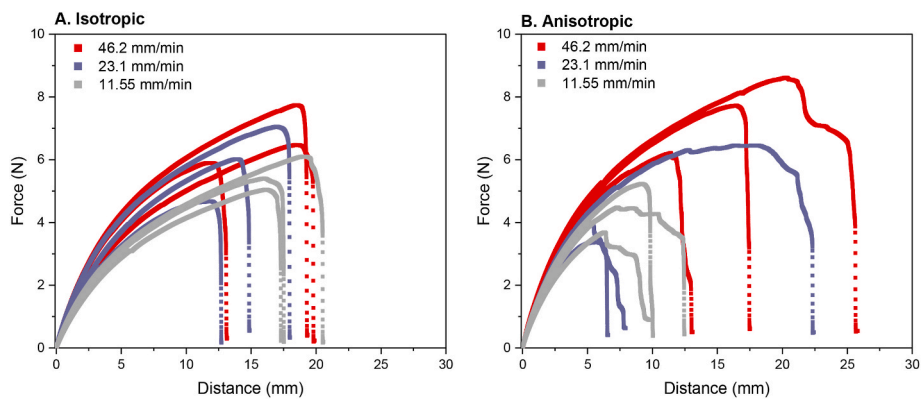 A. Isotropic
46.2 mm/min
23.1 mm/min
11.55 mm/min
10
8
6
4
2
0
Force (N)
0 5 10 15 20 25 30
Distance (mm)
B. Anisotropic
46.2 mm/min
23.1 mm/min
11.55 mm/min
10
8
6
4
2
0
Force (N)
0 5 10 15 20 25 30
Distance (mm)